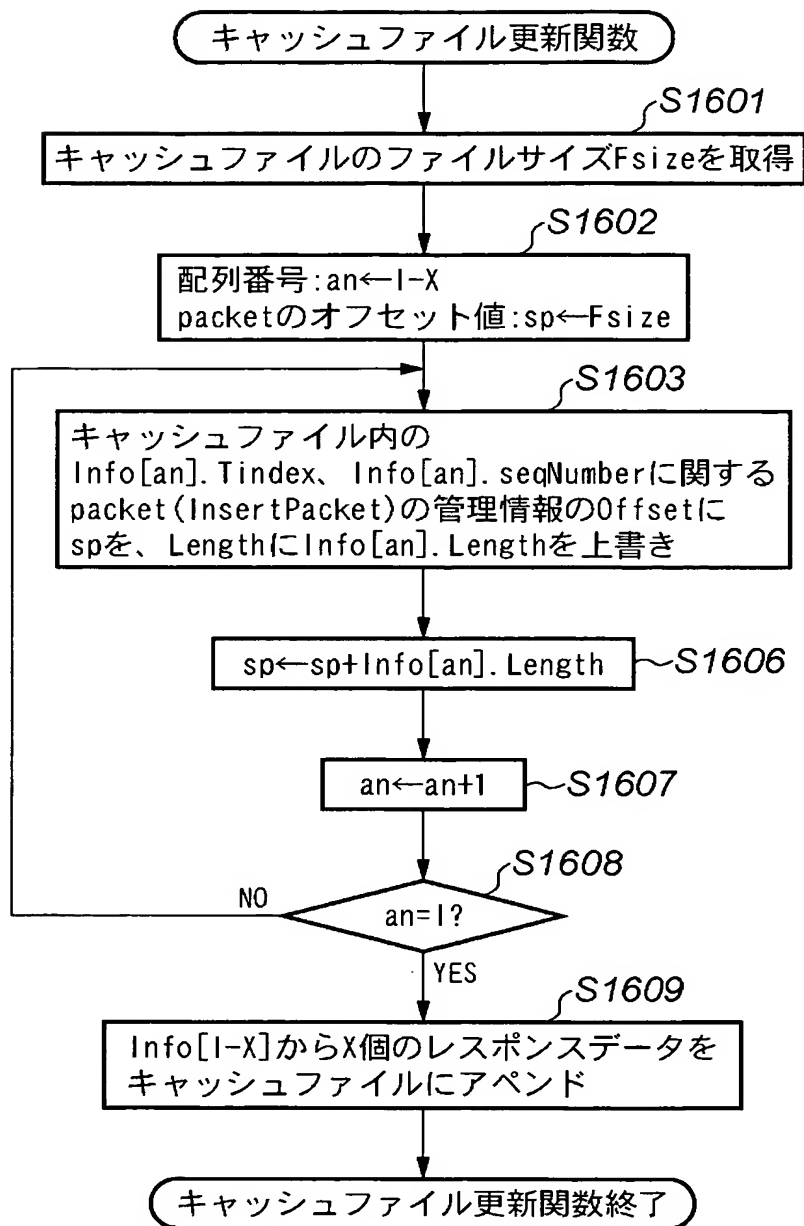 キャッシュファイル更新関数
S1601
キャッシュファイルのファイルサイズFsizeを取得
S1602
配列番号:an←I-X
packetのオフセット値:sp←Fsize
S1603
キャッシュファイル内の
Info[an].Tindex、Info[an].seqNumberに関する
packet(InsertPacket)の管理情報のOffsetに
spを、LengthにInfo[an].Lengthを上書き
sp←sp+Info[an].Length
S1606
an←an+1
S1607
S1608
NO
an=I?
YES
S1609
Info[I-X]からX個のレスポンスデータを
キャッシュファイルにアペンド
キャッシュファイル更新関数終了